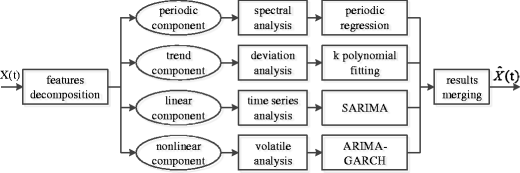 X(t)
features
decomposition
periodic
component
spectral
analysis
periodic
regression
trend
component
deviation
analysis
k polynomial
fitting
linear
component
time series
analysis
SARIMA
nonlinear
component
volatile
analysis
ARIMA-
GARCH
results
merging
X̂(t)